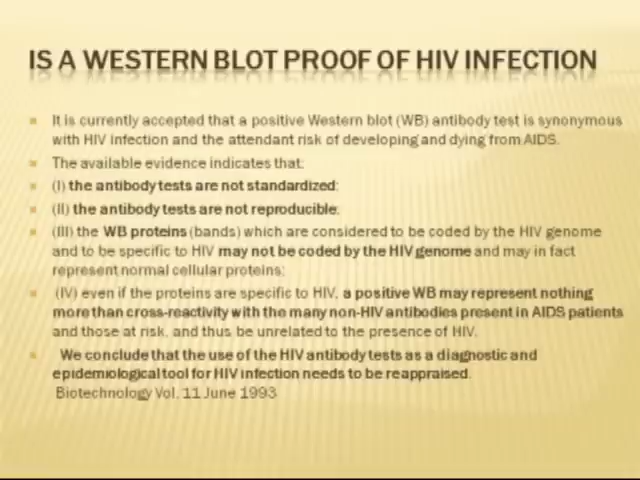 IS A WESTERN BLOT PROOF OF HIV INFECTION
It is currently accepted that a positive Western blot (WB) antibody test is synonymous
with HIV infection and the attendant risk of developing and dying from AIDS.
The available evidence indicates that:
(I) the antibody tests are not standardized;
(II) the antibody tests are not reproducible;
(III) the WB proteins (bands) which are considered to be coded by the HIV genome
and to be specific to HIV may not be coded by the HIV genome and may in fact
represent normal cellular proteins;
(IV) even if the proteins are specific to HIV, a positive WB may represent nothing
more than cross-reactivity with the many non-HIV antibodies present in AIDS patients
and those at risk, and thus be unrelated to the presence of HIV.
We conclude that the use of the HIV antibody tests as a diagnostic and
epidemiological tool for HIV infection needs to be reappraised.
Biotechnology Vol. 11 June 1993